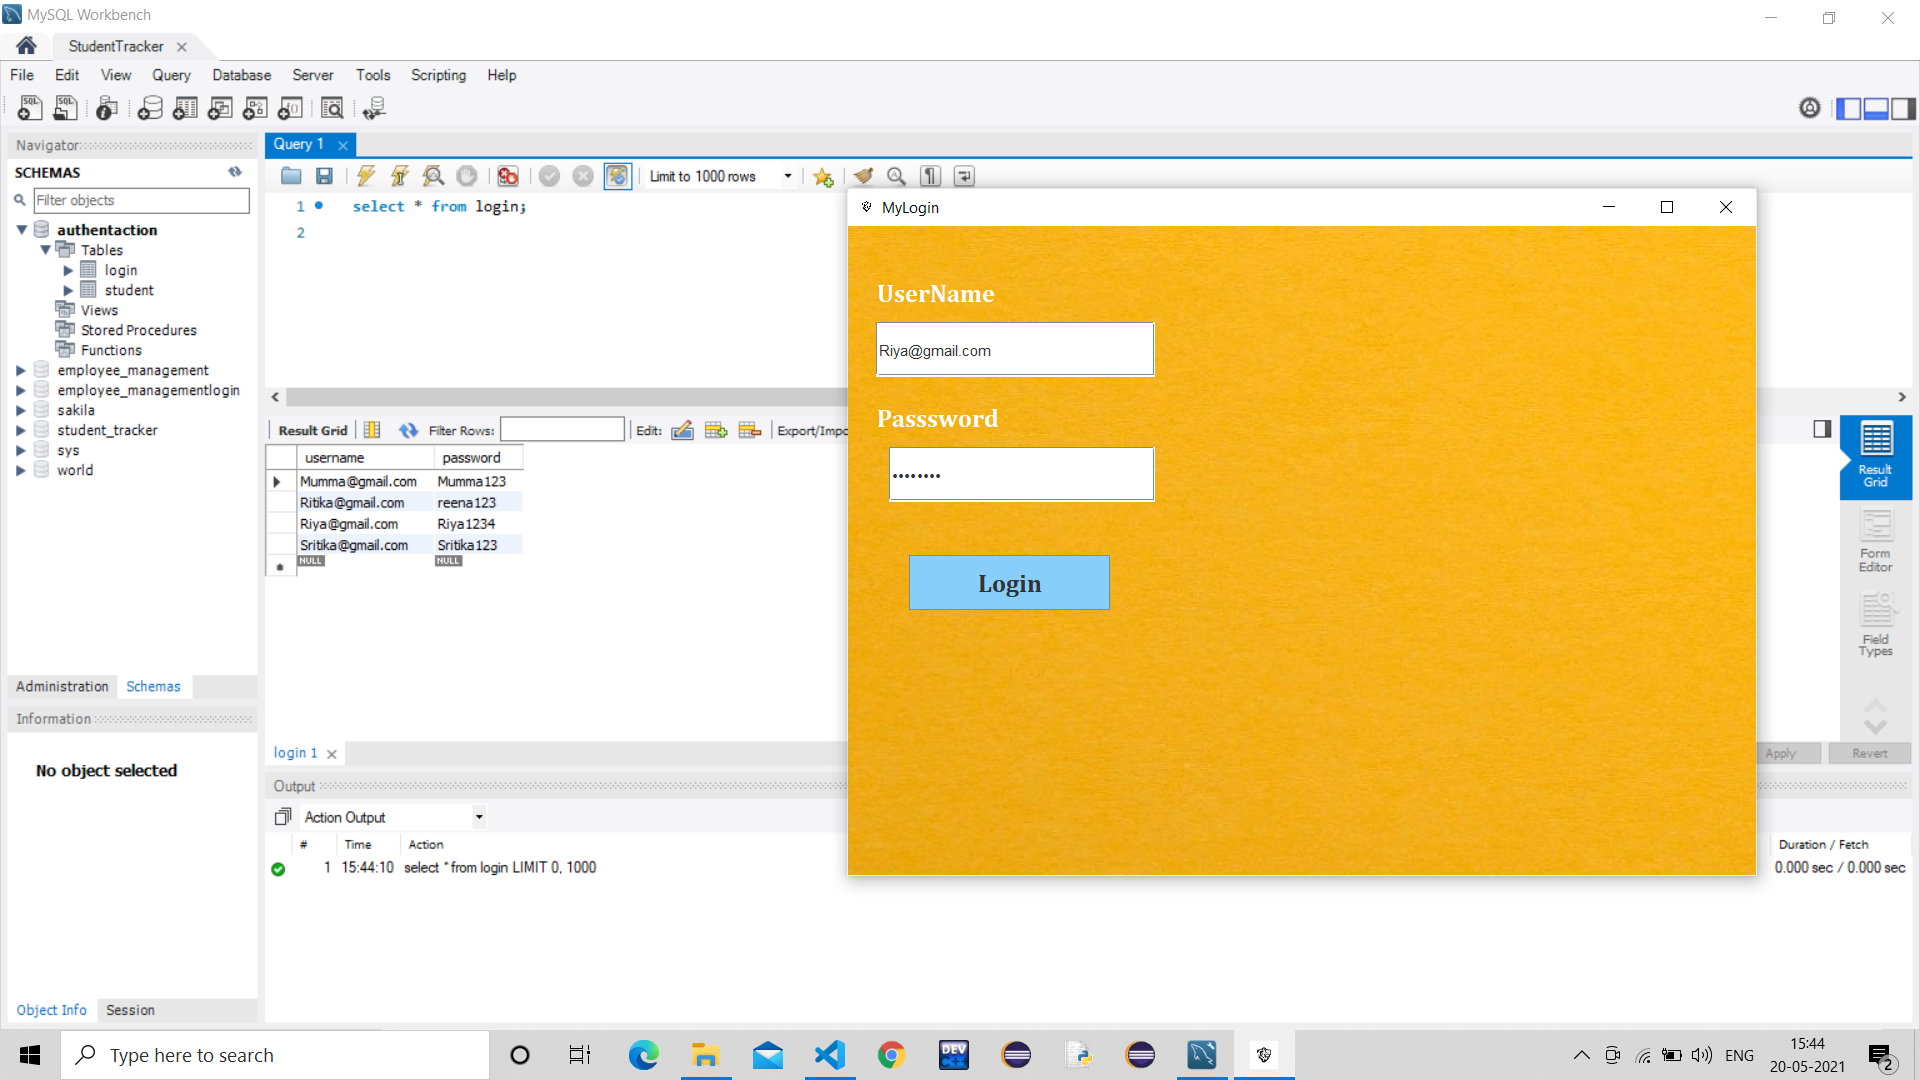 MySQL Workbench
StudentTracker
File Edit View Query Database Server Tools Scripting Help
Navigator
SCHEMAS
Filter objects
authentaction
Tables
login
student
Views
Stored Procedures
Functions
employee_management
employee_managementlogin
sakila
student_tracker
sys
world
Administration Schemas
Information
No object selected
Object Info Session
Query 1
Limit to 1000 rows
1 select * from login;
2
Result Grid Filter Rows: Edit: Export/Impo
username password
Mumma@gmail.com Mumma123
Ritika@gmail.com reena123
Riya@gmail.com Riya1234
Sritika@gmail.com Sritika123
NULL NULL
login 1
Output
Action Output
# Time Action
1 15:44:10 select * from login LIMIT 0, 1000
Duration / Fetch
0.000 sec / 0.000 sec
MyLogin
UserName
Riya@gmail.com
Passsword
Login
Result
Grid
Form
Editor
Field
Types
Apply Revert
Type here to search
DEV
C++
ENG
15:44
20-05-2021
2